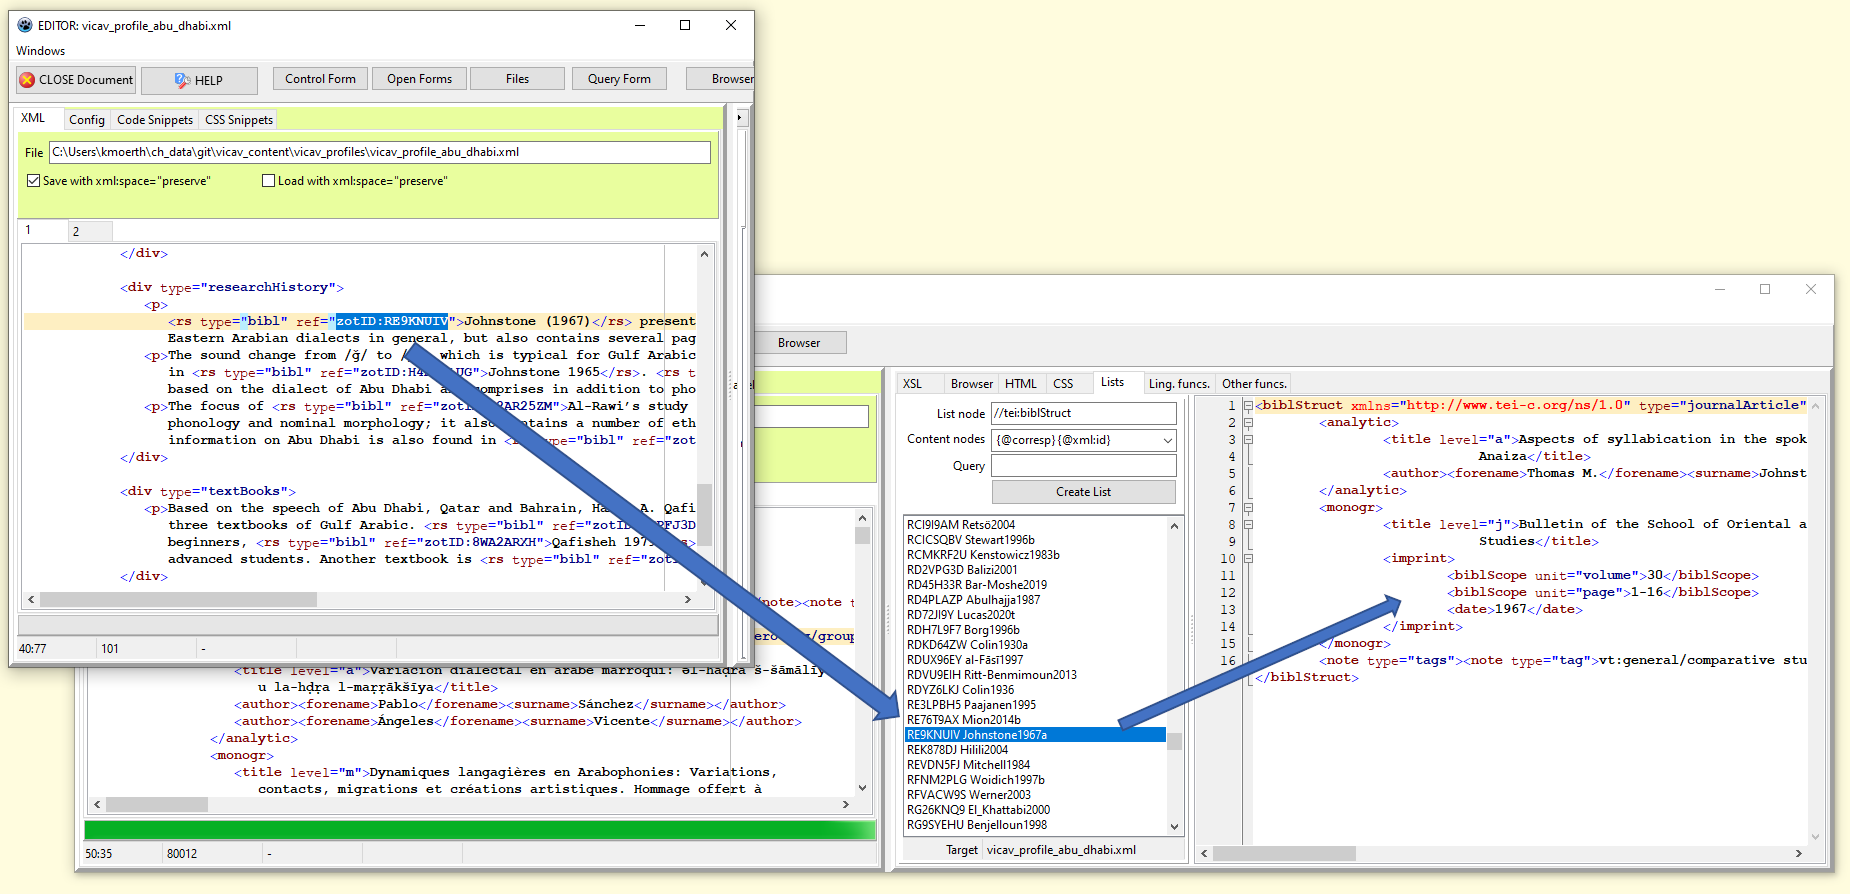 EDITOR: vicav_profile_abu_dhabi.xml
Windows
CLOSE Document
HELP
Control Form
Open Forms
Files
Query Form
Browser
XML
Config
Code Snippets
CSS Snippets
File
C:\Users\kmoerth\ch_data\git\vicav_content\vicav_profiles\vicav_profile_abu_dhabi.xml
Save with xml:space="preserve"
Load with xml:space="preserve"
1
2
</div>
<div type="researchHistory">
<p>
<rs type="bibl" ref="zotID:RE9KNUIV">Johnstone (1967)</rs> present
Eastern Arabian dialects in general, but also contains several pag
<p>The sound change from /ğ/ to / which is typical for Gulf Arabic
in <rs type="bibl" ref="zotID:H4 UG">Johnstone 1965</rs>. <rs t
based on the dialect of Abu Dhabi a comprises in addition to pho
<p>The focus of <rs type="bibl" ref="zotI 2AR25ZM">Al-Rawi’s study
phonology and nominal morphology; it als tains a number of eth
information on Abu Dhabi is also found in < type="bibl" ref="zot
</div>
<div type="textBooks">
<p>Based on the speech of Abu Dhabi, Qatar and Bahrain, Ha A. Qafi
three textbooks of Gulf Arabic. <rs type="bibl" ref="zotID RFJ3D
beginners, <rs type="bibl" ref="zotID:8WA2ARXH">Qafisheh 197 s>
advanced students. Another textbook is <rs type="bibl" ref="zot
</div>
40:77
101
-
Browser
/note><note t
ero g/group
<title level="a">Variación dialectal en árabe marroquí: əl-haḍra š-šāmālīy
u la-hḍra l-maṛṛākšīya</title>
<author><forename>Pablo</forename><surname>Sánchez</surname></author>
<author><forename>Ángeles</forename><surname>Vicente</surname></author>
</analytic>
<monogr>
<title level="m">Dynamiques langagières en Arabophonies: Variations,
contacts, migrations et créations artistiques. Hommage offert à
50:35
80012
-
XSL
Browser
HTML
CSS
Lists
Ling. funcs.
Other funcs.
List node
//tei:biblStruct
Content nodes
{@corresp} {@xml:id}
Query
Create List
RCI9I9AM Retsö2004
RCICSQBV Stewart1996b
RCMKRF2U Kenstowicz1983b
RD2VPG3D Balizi2001
RD45H33R Bar-Moshe2019
RD4PLAZP Abulhajja1987
RD72JI9Y Lucas2020t
RDH7L9F7 Borg1996b
RDKD64ZW Colin1930a
RDUX96EY al-Fāsī1997
RDVU9EIH Ritt-Benmimoun2013
RDYZ6LKJ Colin1936
RE3LPBH5 Paajanen1995
RE76T9AX Mion2014b
RE9KNUIV Johnstone1967a
REK878DJ Hilili2004
REVDN5FJ Mitchell1984
RFNM2PLG Woidich1997b
RFVACW9S Werner2003
RG26KNQ9 El_Khattabi2000
RG9SYEHU Benjelloun1998
Target
vicav_profile_abu_dhabi.xml
1 <biblStruct xmlns="http://www.tei-c.org/ns/1.0" type="journalArticle"
2 <analytic>
3 <title level="a">Aspects of syllabication in the spok
4 Anaiza</title>
5 <author><forename>Thomas M.</forename><surname>Johnst
6 </analytic>
7 <monogr>
8 <title level="j">Bulletin of the School of Oriental a
9 Studies</title>
10 <imprint>
11 <biblScope unit="volume">30</biblScope>
12 <biblScope unit="page">1-16</biblScope>
13 <date>1967</date>
14 </imprint>
15 </monogr>
16 <note type="tags"><note type="tag">vt:general/comparative stu
</biblStruct>